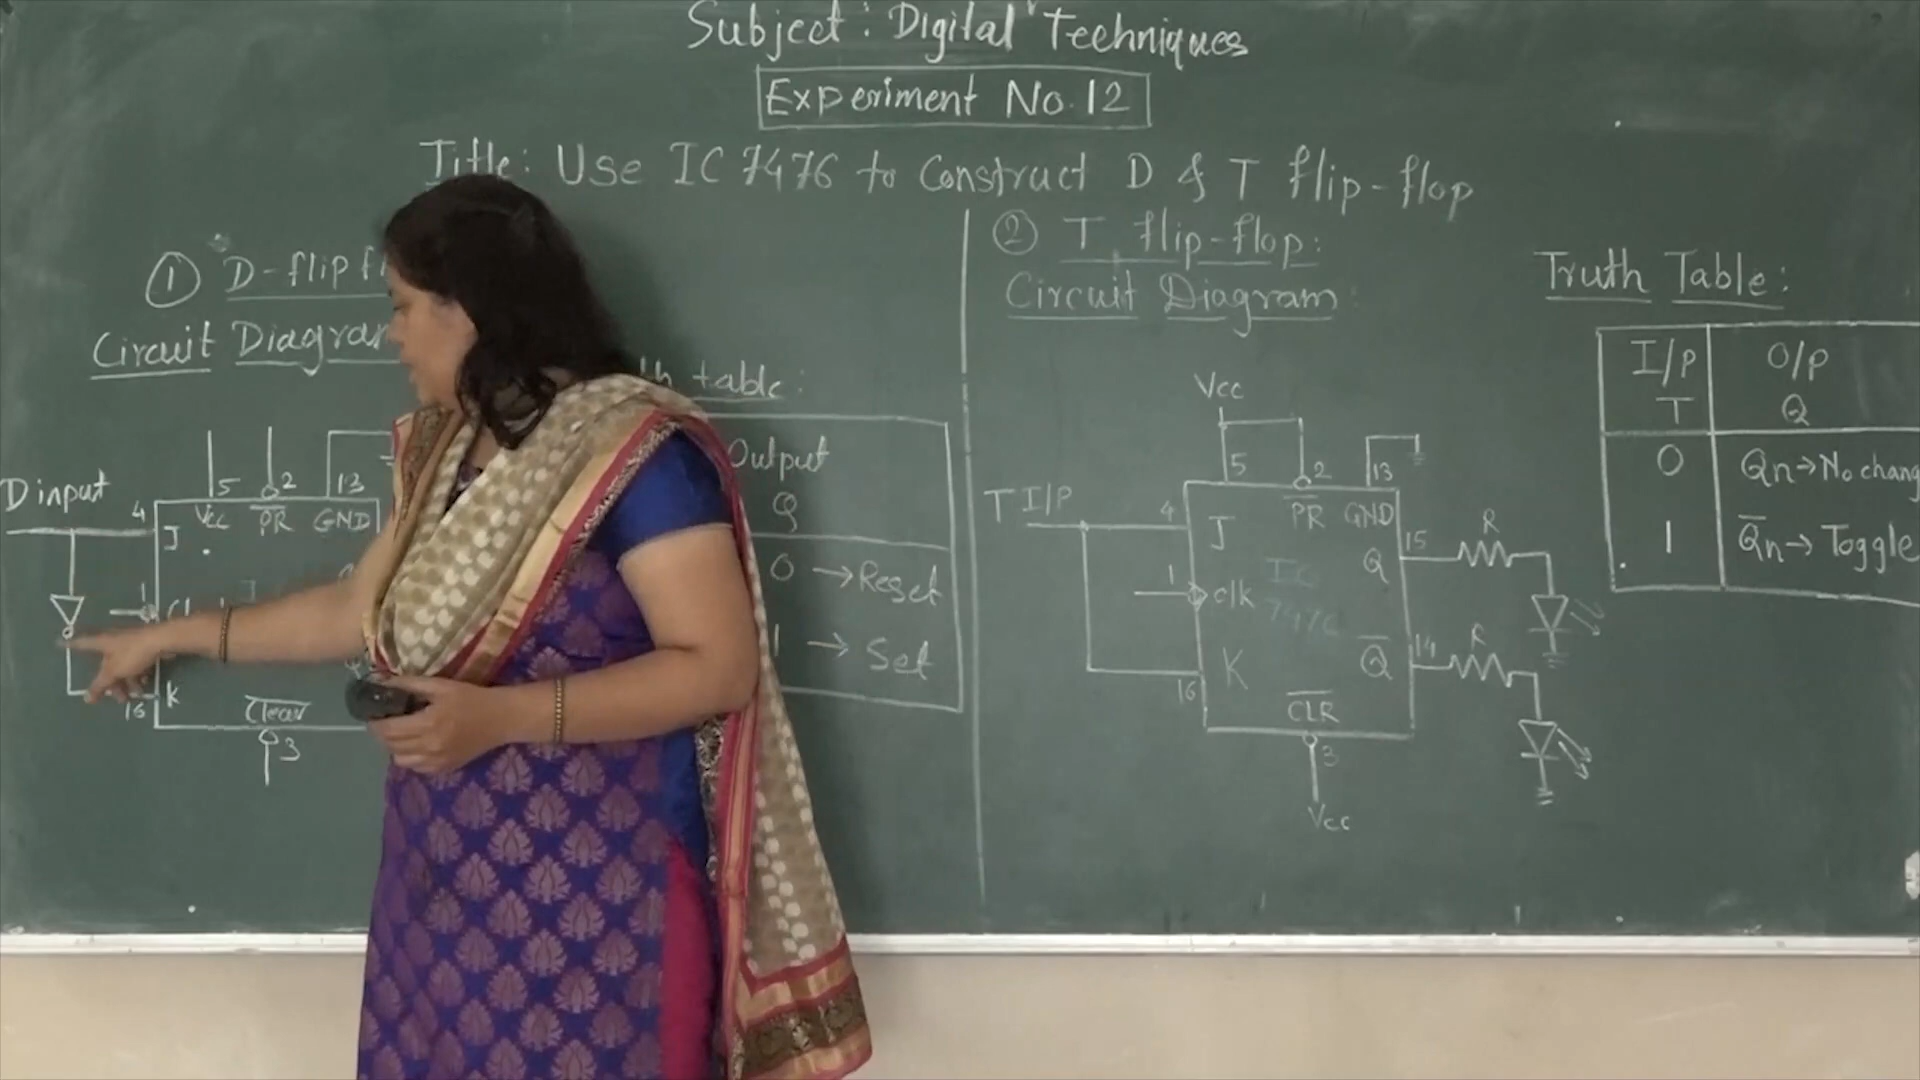 Subject: Digital Techniques
Experiment No. 12
Title: Use IC 7476 to Construct D & T flip-flop
① D-flip
Circuit
table:
Output
Q
0 → Reset
1 → Set
D input
4
5
2
13
Vcc
PR
GND
J
1
K
16
Clear
3
② T flip-flop:
Circuit Diagram:
Vcc
5
2
13
T I/P
4
J
PR
GND
15
R
Q
1
clk
IC
7476
K
Q̅
14
R
16
CLR
3
Vcc
Truth Table:
I/P O/P
T Q
0 Qn → No
1 Q̅n → Toggle